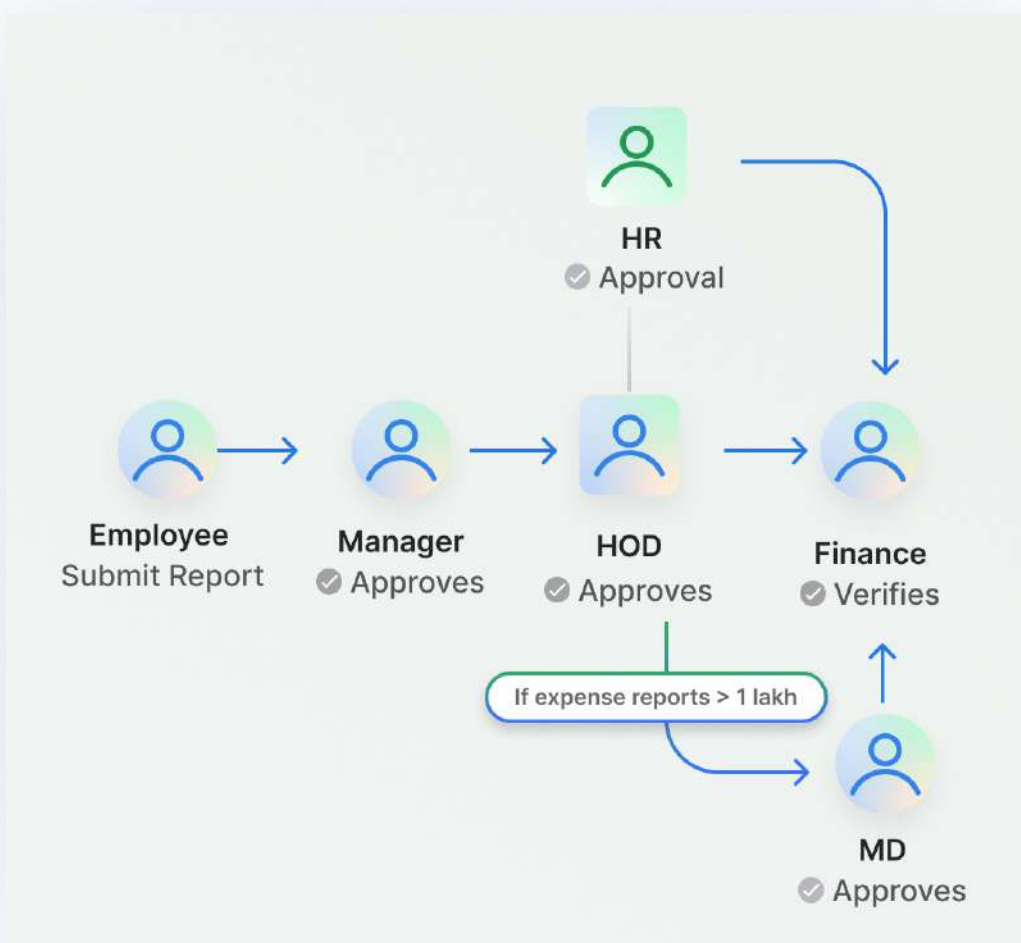 HR
Approval
Employee
Submit Report
Manager
Approves
HOD
Approves
Finance
Verifies
If expense reports > 1 lakh
MD
Approves